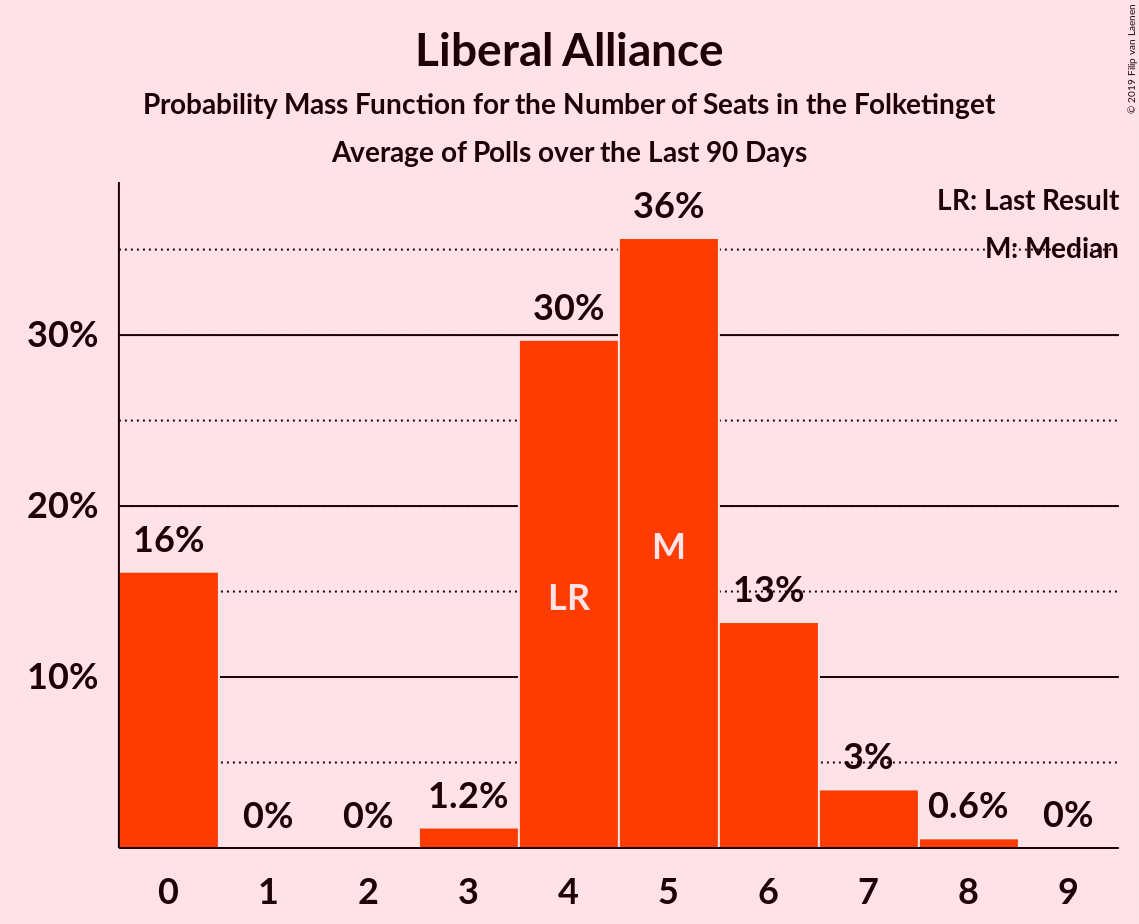 Liberal Alliance
Probability Mass Function for the Number of Seats in the Folketinget
Average of Polls over the Last 90 Days
© 2019 Filip van Laenen
LR: Last Result
M: Median
36%
30%
30%
20%
16%
M
LR
13%
10%
3%
1.2%
0.6%
0%
0%
0%
0 1 2 3 4 5 6 7 8 9